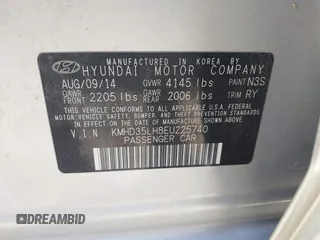 MANUFACTURED IN KOREA BY
HYUNDAI MOTOR COMPANY
AUG/09/14 GVWR 4145 lbs PAINT N3S
GAWR FRONT 2205 lbs GAWR REAR 2006 lbs TRIM RY
THIS VEHICLE CONFORMS TO ALL APPLICABLE U.S. FEDERAL MOTOR VEHICLE SAFETY, BUMPER, AND THEFT PREVENTION STANDARDS IN EFFECT ON THE DATE OF MANUFACTURE SHOWN ABOVE.
V.I.N KMHD35LH8EU225740
PASSENGER CAR
DREAMBID